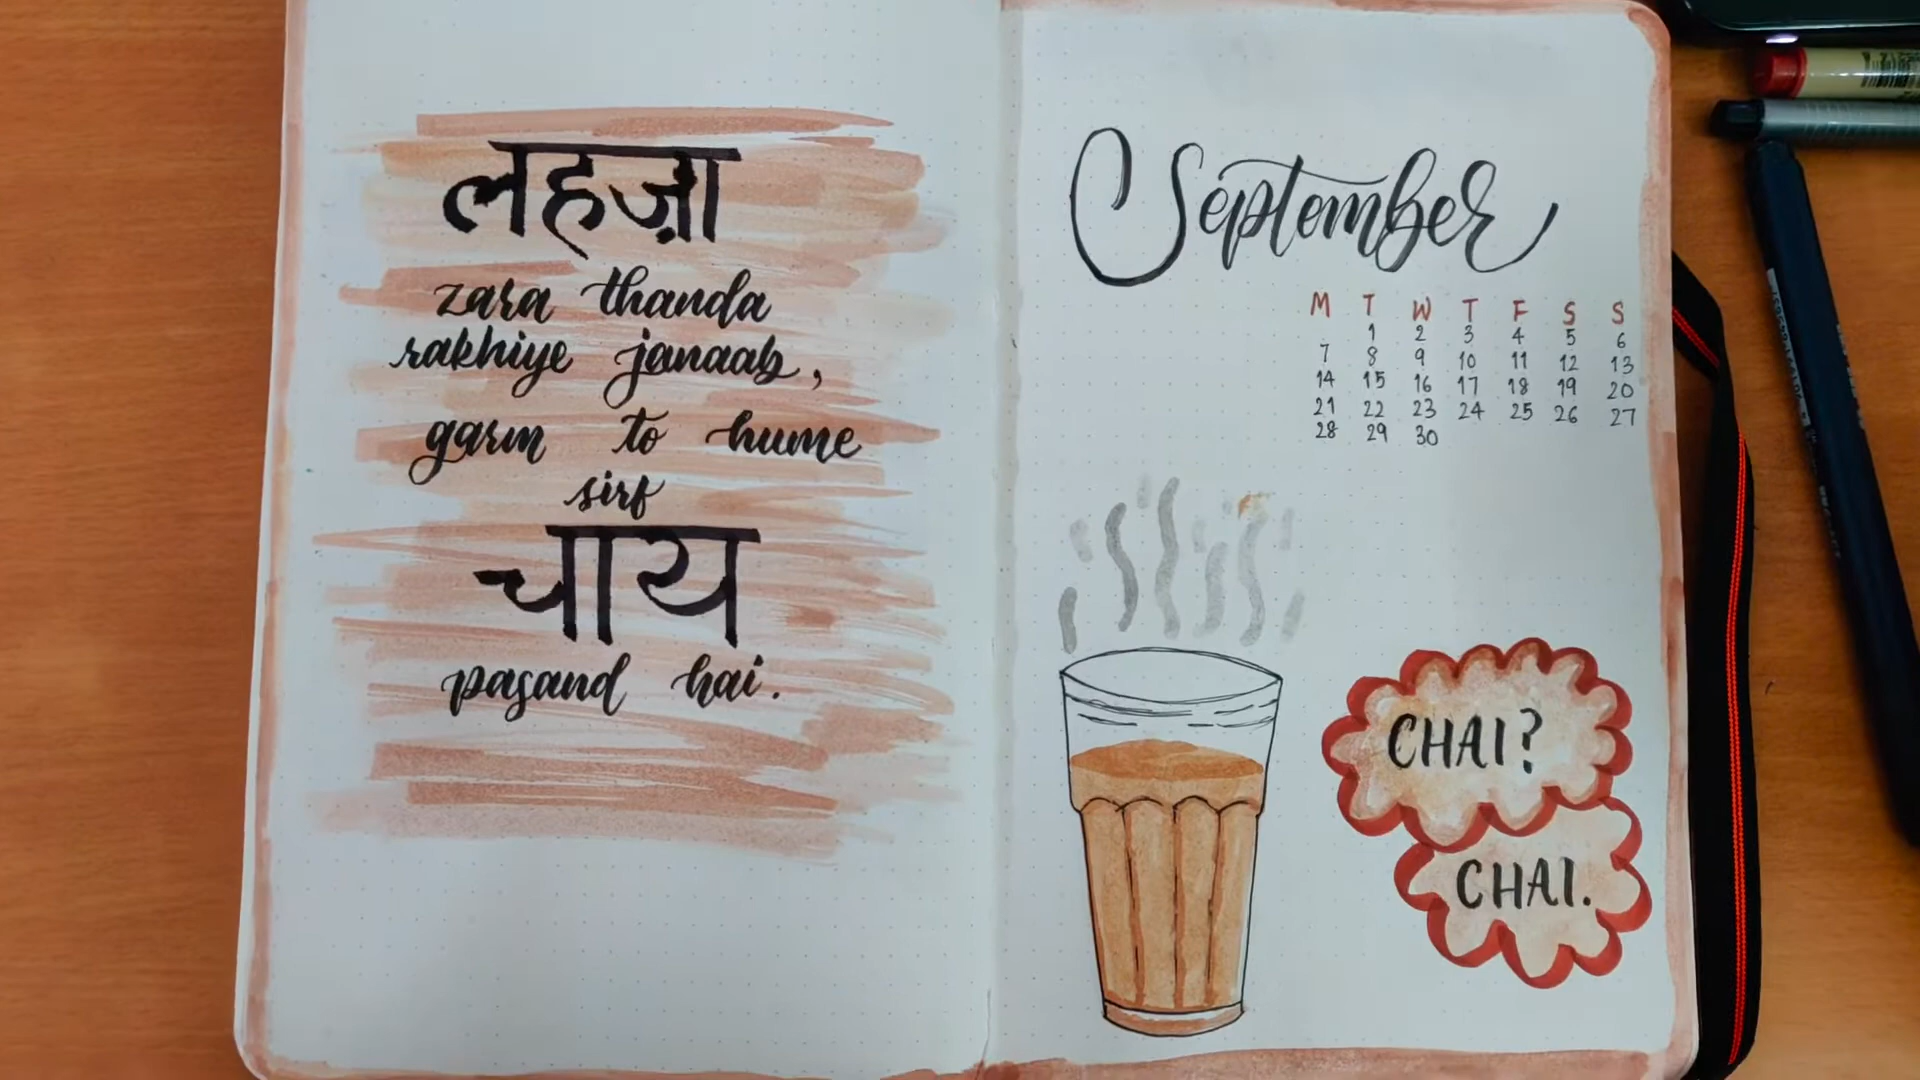 लहज़ा
zara thanda
rakhiye janaab,
garm to hume
sirf
चाय
pasand hai.
September
M T W T F S S
1 2 3 4 5 6
7 8 9 10 11 12 13
14 15 16 17 18 19 20
21 22 23 24 25 26 27
28 29 30
CHAI?
CHAI.